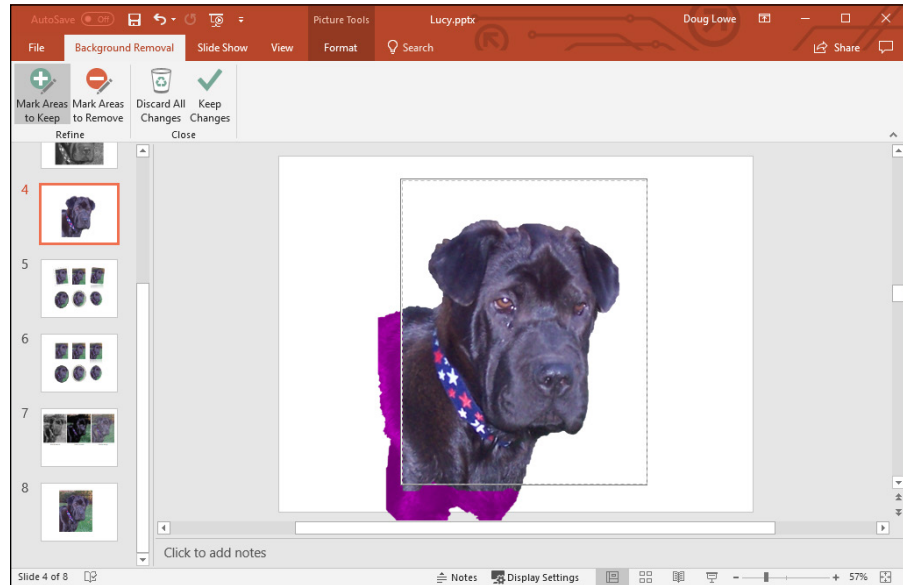 AutoSave Off Picture Tools Lucy.pptx Doug Lowe
File Background Removal Slide Show View Format Search Share
Mark Areas to Keep
Mark Areas to Remove
Discard All Changes
Keep Changes
Refine Close
4
5
6
7
8
Click to add notes
Slide 4 of 8 Notes Display Settings 57%